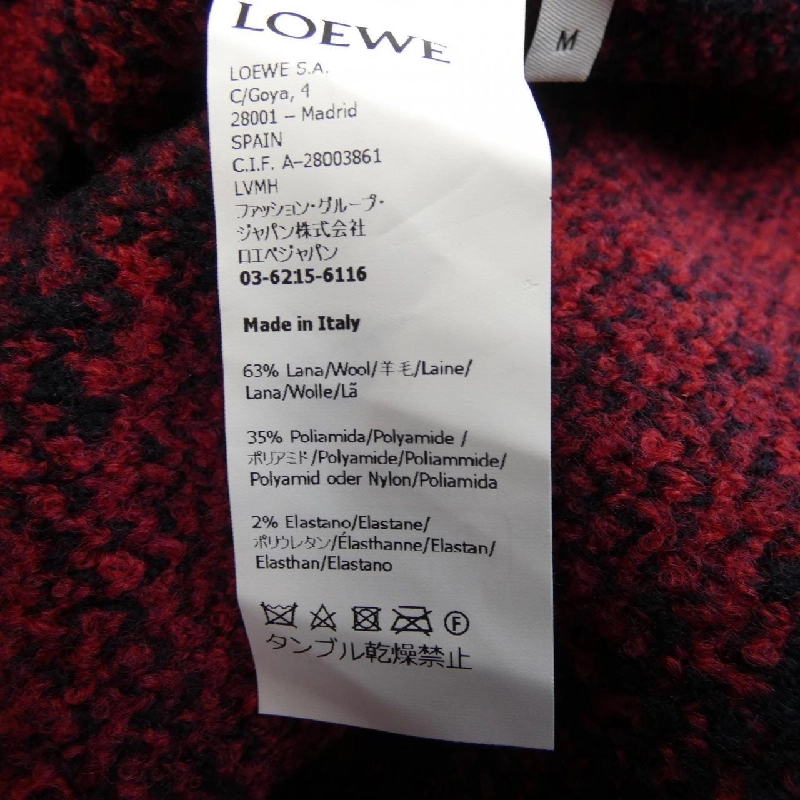 LOEWE
M
LOEWE S.A.
C/Goya, 4
28001 – Madrid
SPAIN
C.I.F. A-28003861
LVMH
ファッション・グループ・
ジャパン株式会社
ロエベジャパン
03-6215-6116
Made in Italy
63% Lana/Wool/羊毛/Laine/
Lana/Wolle/Lã
35% Poliamida/Polyamide /
ポリアミド/Polyamide/Poliammide/
Polyamid oder Nylon/Poliamida
2% Elastano/Elastane/
ポリウレタン/Élasthanne/Elastan/
Elasthan/Elastano
F
タンブル乾燥禁止